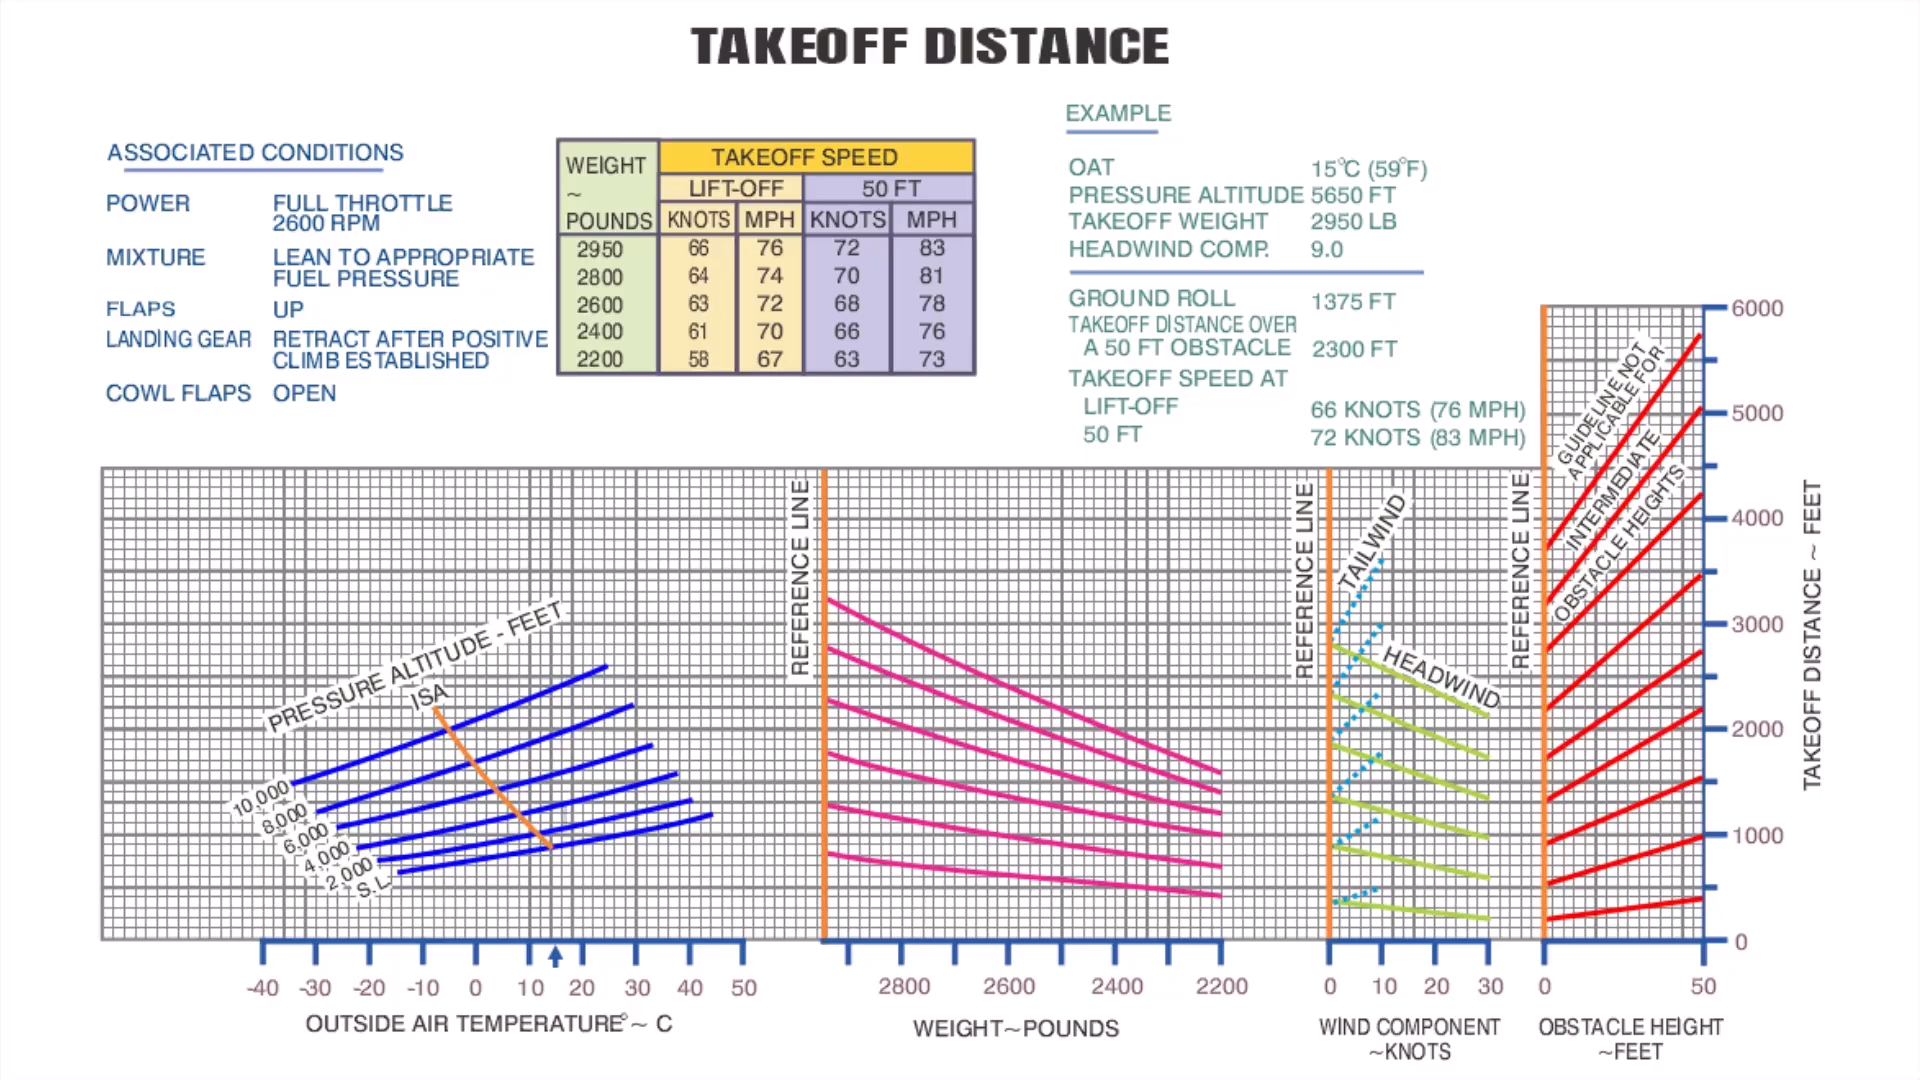 TAKEOFF DISTANCE
ASSOCIATED CONDITIONS
POWER FULL THROTTLE
2600 RPM
MIXTURE LEAN TO APPROPRIATE
FUEL PRESSURE
FLAPS UP
LANDING GEAR RETRACT AFTER POSITIVE
CLIMB ESTABLISHED
COWL FLAPS OPEN
WEIGHT
~
POUNDS
TAKEOFF SPEED
LIFT-OFF 50 FT
KNOTS MPH KNOTS MPH
2950 66 76 72 83
2800 64 74 70 81
2600 63 72 68 78
2400 61 70 66 76
2200 58 67 63 73
EXAMPLE
OAT 15°C (59°F)
PRESSURE ALTITUDE 5650 FT
TAKEOFF WEIGHT 2950 LB
HEADWIND COMP. 9.0
GROUND ROLL 1375 FT
TAKEOFF DISTANCE OVER
A 50 FT OBSTACLE 2300 FT
TAKEOFF SPEED AT
LIFT-OFF 66 KNOTS (76 MPH)
50 FT 72 KNOTS (83 MPH)
PRESSURE ALTITUDE - FEET
ISA
10 000
8,000
6,000
4 000
2 000
S.L.
REFERENCE LINE
REFERENCE LINE
TAILWIND
HEADWIND
REFERENCE LINE
GUIDELINE NOT
APPLICABLE FOR
INTERMEDIATE
OBSTACLE HEIGHTS
6000
5000
4000
3000
2000
1000
0
TAKEOFF DISTANCE ~ FEET
-40 -30 -20 -10 0 10 20 30 40 50
OUTSIDE AIR TEMPERATURE°~ C
2800 2600 2400 2200
WEIGHT~POUNDS
0 10 20 30
WIND COMPONENT
~KNOTS
0 50
OBSTACLE HEIGHT
~FEET